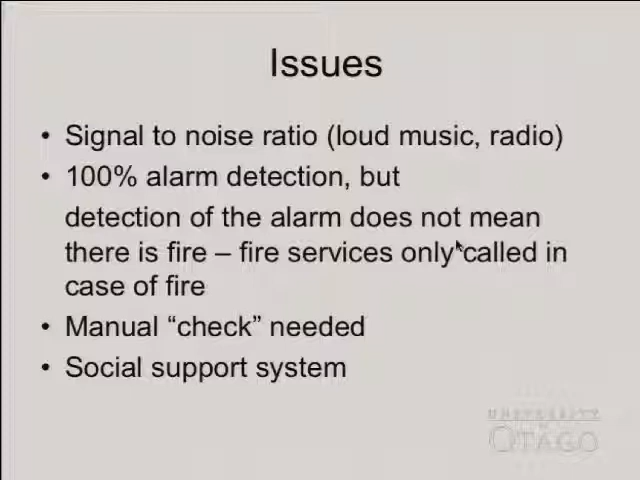 Issues
• Signal to noise ratio (loud music, radio)
• 100% alarm detection, but
detection of the alarm does not mean
there is fire – fire services only called in
case of fire
• Manual “check” needed
• Social support system
UNIVERSITY
OTAGO